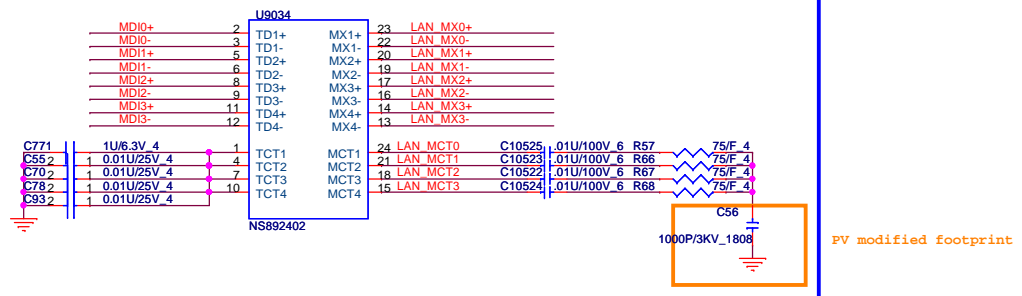 U9034
MDI0+ 2 TD1+ MX1+ 23 LAN_MX0+
MDI0- 3 TD1- MX1- 22 LAN_MX0-
MDI1+ 5 TD2+ MX2+ 20 LAN_MX1+
MDI1- 6 TD2- MX2- 19 LAN_MX1-
MDI2+ 8 TD3+ MX3+ 17 LAN_MX2+
MDI2- 9 TD3- MX3- 16 LAN_MX2-
MDI3+ 11 TD4+ MX4+ 14 LAN_MX3+
MDI3- 12 TD4- MX4- 13 LAN_MX3-
C771 1U/6.3V_4 1 TCT1 MCT1 24 LAN_MCT0 C10525 .01U/100V_6 R57 75/F_4
C55 2 1 0.01U/25V_4 4 TCT2 MCT2 21 LAN_MCT1 C10523 .01U/100V_6 R66 75/F_4
C70 2 1 0.01U/25V_4 7 TCT3 MCT3 18 LAN_MCT2 C10522 .01U/100V_6 R67 75/F_4
C78 2 1 0.01U/25V_4 10 TCT4 MCT4 15 LAN_MCT3 C10524 .01U/100V_6 R68 75/F_4
C93 2 1 0.01U/25V_4
NS892402
C56
1000P/3KV_1808
PV modified footprint